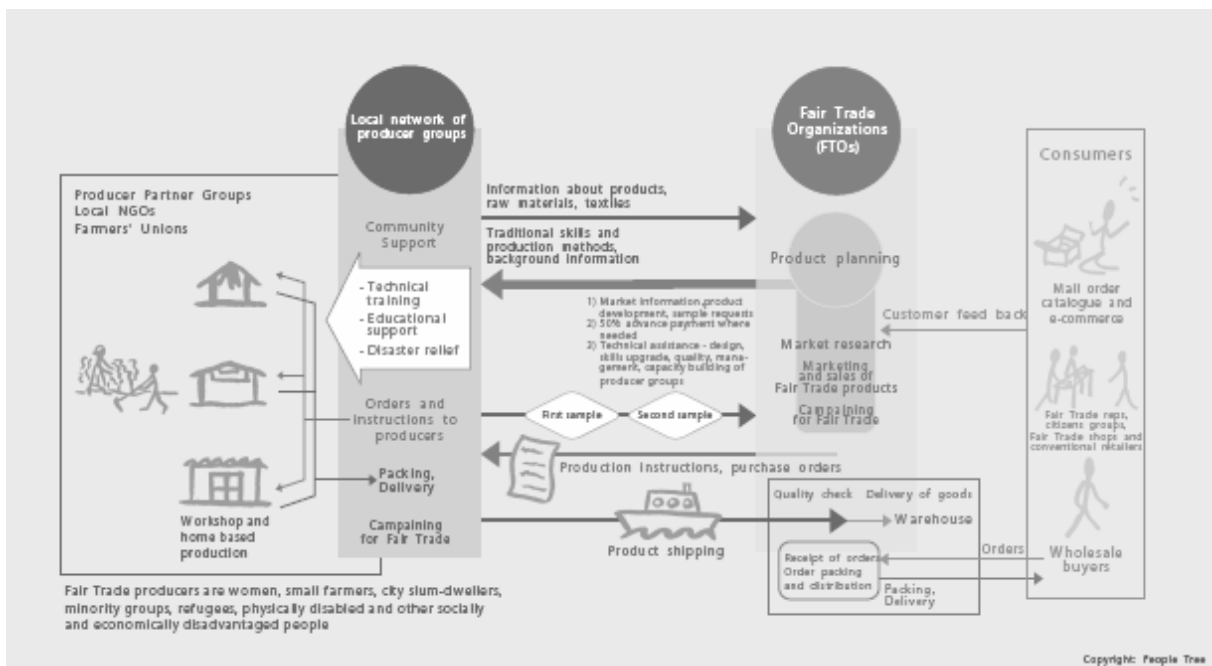 Local network of
producer groups
Fair Trade
Organizations
(FTOs)
Consumers
Producer Partner Groups
Local NGOs
Farmers' Unions
Information about products,
raw materials, textiles
Traditional skills and
production methods,
background information
Community
Support
- Technical
training
- Educational
support
- Disaster relief
Product planning
1) Market information,product
development, sample requests
2) 50% advance payment where
needed
3) Technical assistance - design,
skills upgrade, quality, mana-
gement, capacity building of
producer groups
Market research
Marketing
and sales of
Fair Trade products
Campaining
for Fair Trade
Customer feed back
Mail order
catalogue and
e-commerce
Fair Trade reps,
citizens groups,
Fair Trade shops and
conventional retailers
Orders and
instructions to
producers
First sample
Second sample
Production instructions, purchase orders
Packing,
Delivery
Campaining
for Fair Trade
Workshop and
home based
production
Product shipping
Quality check
Delivery of goods
Warehouse
Receipt of orders
Order packing
and distribution
Orders
Packing,
Delivery
Wholesale
buyers
Fair Trade producers are women, small farmers, city slum-dwellers,
minority groups, refugees, physically disabled and other socially
and economically disadvantaged people
Copyright: People Tree